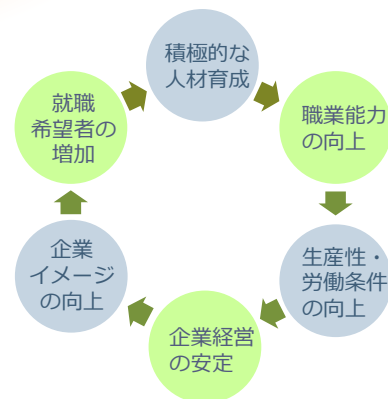 積極的な
人材育成
職業能力
の向上
生産性・
労働条件
の向上
企業経営
の安定
企業
イメージ
の向上
就職
希望者の
増加